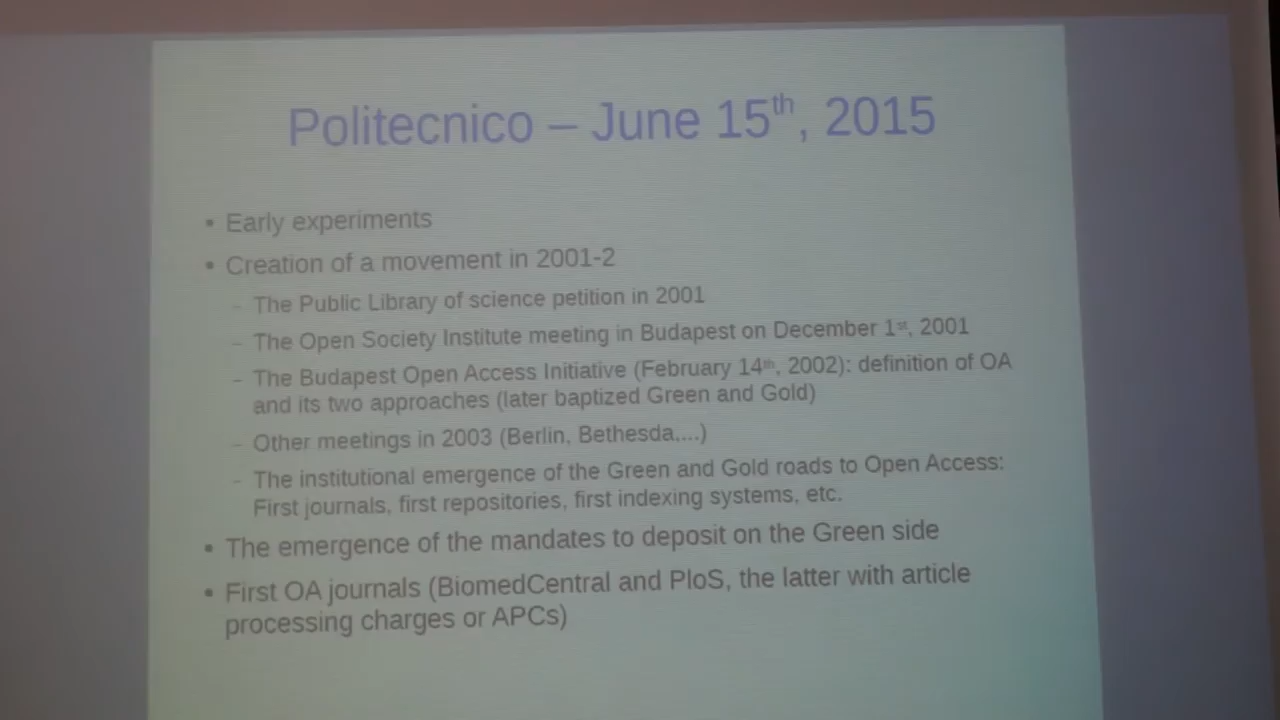 Politecnico – June 15th, 2015
• Early experiments
• Creation of a movement in 2001-2
– The Public Library of science petition in 2001
– The Open Society Institute meeting in Budapest on December 1st, 2001
– The Budapest Open Access Initiative (February 14th, 2002): definition of OA
and its two approaches (later baptized Green and Gold)
– Other meetings in 2003 (Berlin, Bethesda,...)
– The institutional emergence of the Green and Gold roads to Open Access:
First journals, first repositories, first indexing systems, etc.
• The emergence of the mandates to deposit on the Green side
• First OA journals (BiomedCentral and PloS, the latter with article
processing charges or APCs)